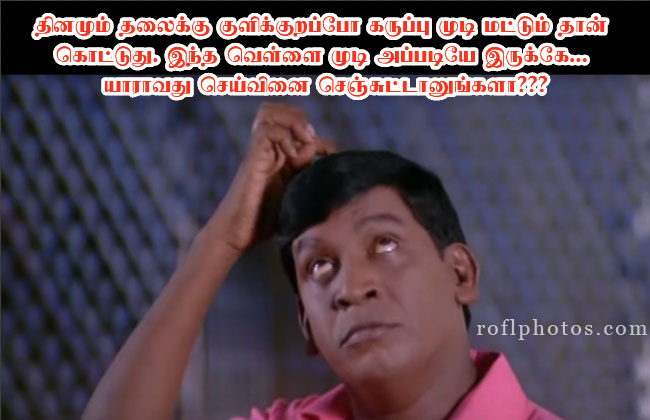 தினமும் தலைக்கு குளிக்குறப்போ கருப்பு முடி மட்டும் தான்
கொட்டுது. இந்த வெள்ளை முடி அப்படியே இருக்கே...
யாராவது செய்வினை செஞ்சுட்டானுங்களா???
roflphotos.com